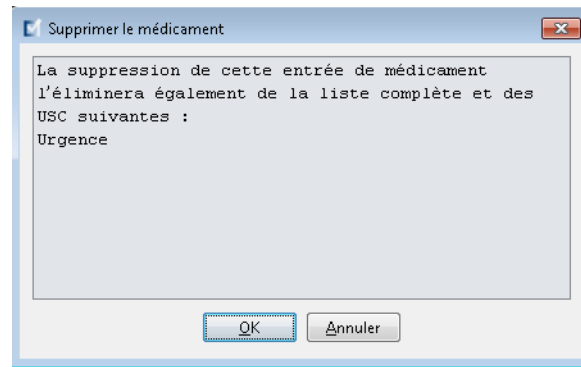 Supprimer le médicament
La suppression de cette entrée de médicament
l'éliminera également de la liste complète et des
USC suivantes :
Urgence
OK
Annuler